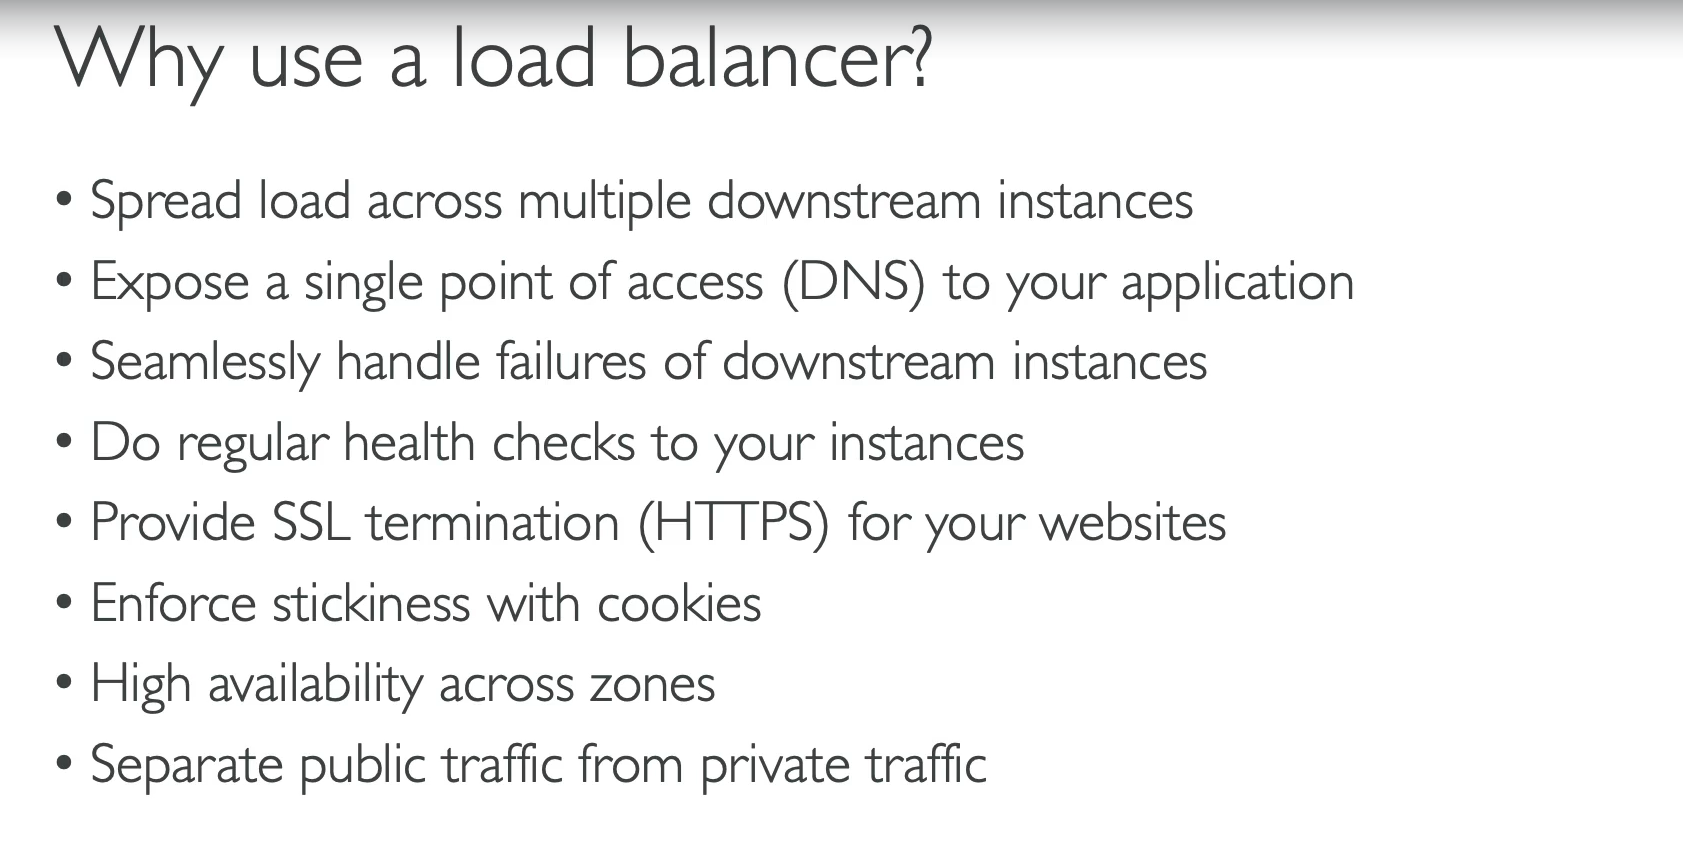 Why use a load balancer?
• Spread load across multiple downstream instances
• Expose a single point of access (DNS) to your application
• Seamlessly handle failures of downstream instances
• Do regular health checks to your instances
• Provide SSL termination (HTTPS) for your websites
• Enforce stickiness with cookies
• High availability across zones
• Separate public traffic from private traffic